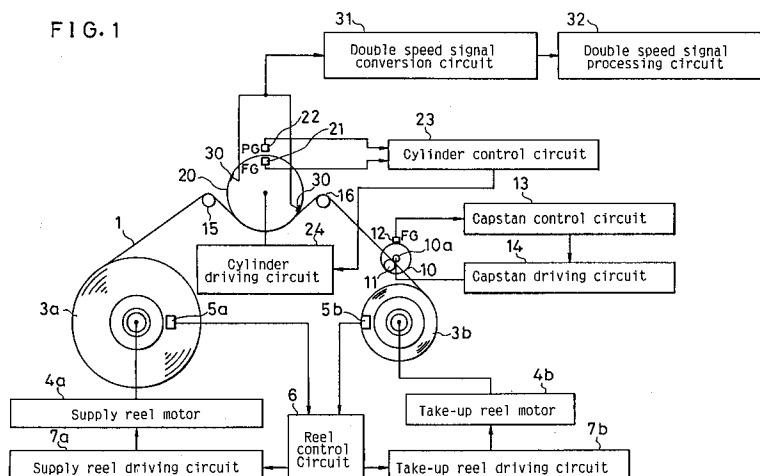 FIG.1
31
32
Double speed signal
conversion circuit
Double speed signal
processing circuit
22
21
23
PG
FG
Cylinder control circuit
30
20
30
16
13
15
1
24
12
FG
10a
Capstan control circuit
Cylinder
driving circuit
11
10
14
Capstan driving circuit
3a
5a
5b
3b
4a
6
4b
Supply reel motor
Reel
control
Circuit
Take-up reel motor
7a
7b
Supply reel driving circuit
Take-up reel driving circuit